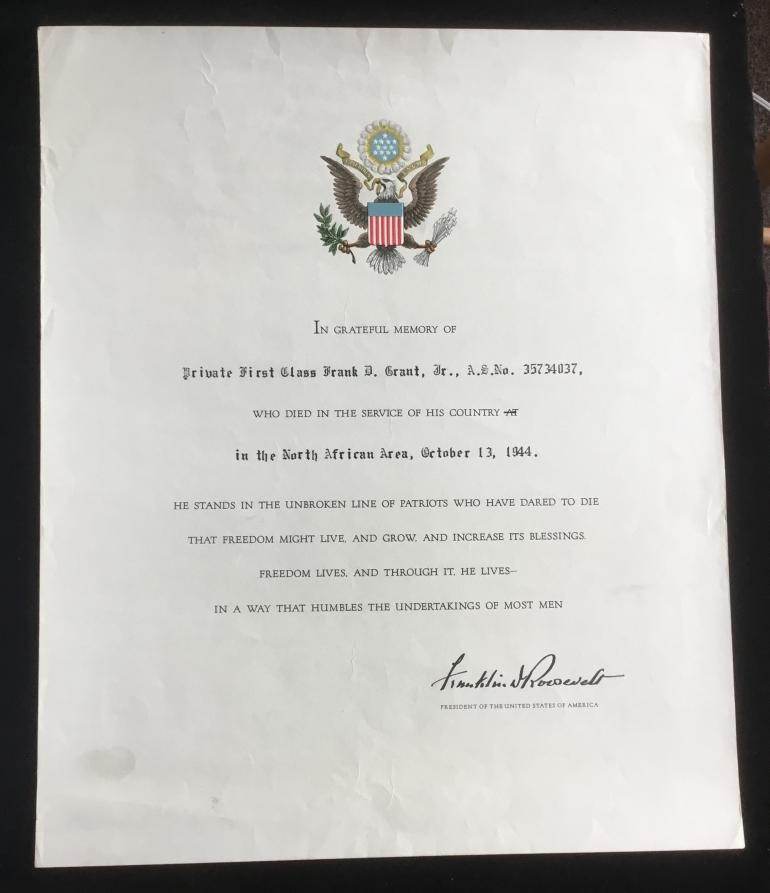 IN GRATEFUL MEMORY OF
Private First Class Frank D. Grant, Jr., A.S.No. 35734037,
WHO DIED IN THE SERVICE OF HIS COUNTRY AT
in the North African Area, October 13, 1944.
HE STANDS IN THE UNBROKEN LINE OF PATRIOTS WHO HAVE DARED TO DIE
THAT FREEDOM MIGHT LIVE, AND GROW, AND INCREASE ITS BLESSINGS.
FREEDOM LIVES, AND THROUGH IT, HE LIVES—
IN A WAY THAT HUMBLES THE UNDERTAKINGS OF MOST MEN
Franklin D Roosevelt
PRESIDENT OF THE UNITED STATES OF AMERICA